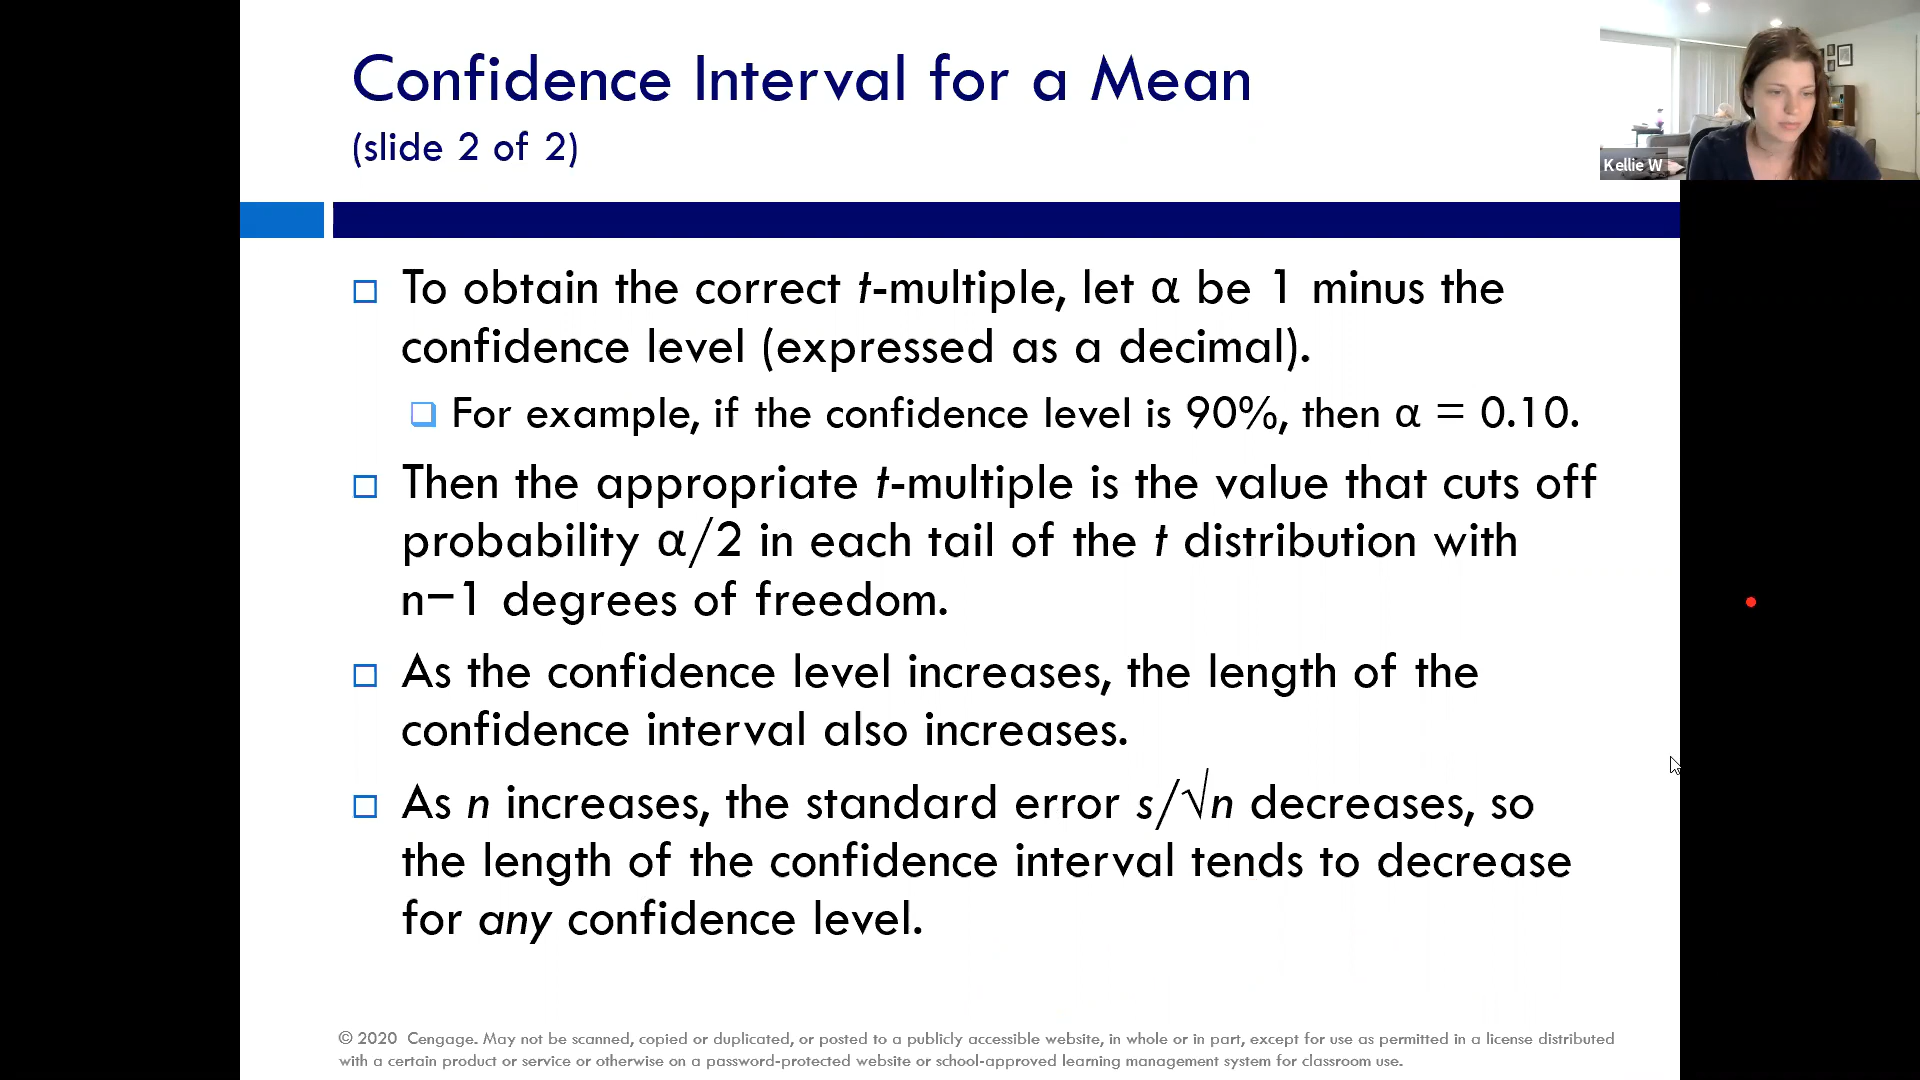 Confidence Interval for a Mean
(slide 2 of 2)
Kellie W
To obtain the correct t-multiple, let α be 1 minus the
confidence level (expressed as a decimal).
For example, if the confidence level is 90%, then α = 0.10.
Then the appropriate t-multiple is the value that cuts off
probability α/2 in each tail of the t distribution with
n−1 degrees of freedom.
As the confidence level increases, the length of the
confidence interval also increases.
As n increases, the standard error s/√n decreases, so
the length of the confidence interval tends to decrease
for any confidence level.
© 2020 Cengage. May not be scanned, copied or duplicated, or posted to a publicly accessible website, in whole or in part, except for use as permitted in a license distributed
with a certain product or service or otherwise on a password-protected website or school-approved learning management system for classroom use.